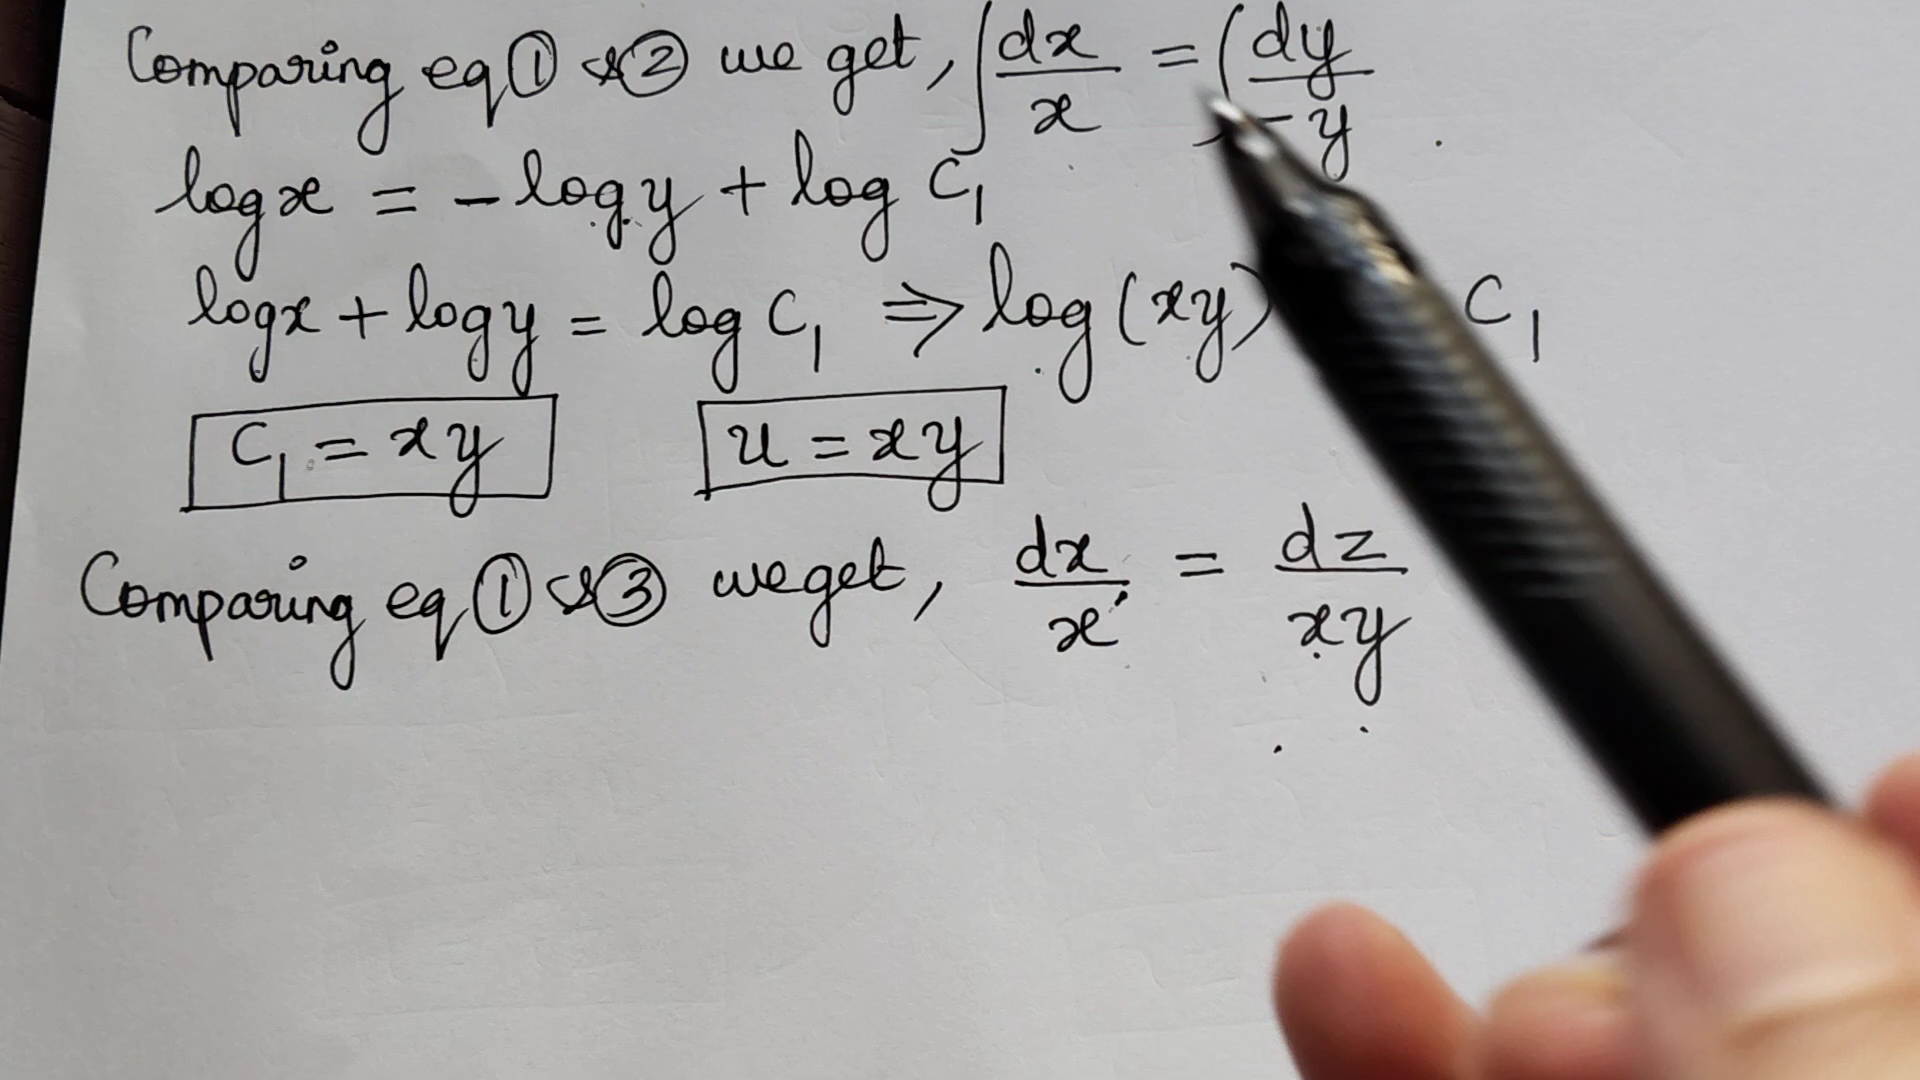 Comparing eq ① & ② we get, ∫ dx/x = ∫ dy/-y
log x = - log y + log C₁
log x + log y = log C₁ ⇒ log (xy) C₁
C₁ = xy u = xy
Comparing eq ① & ③ we get, dx/x = dz/xy